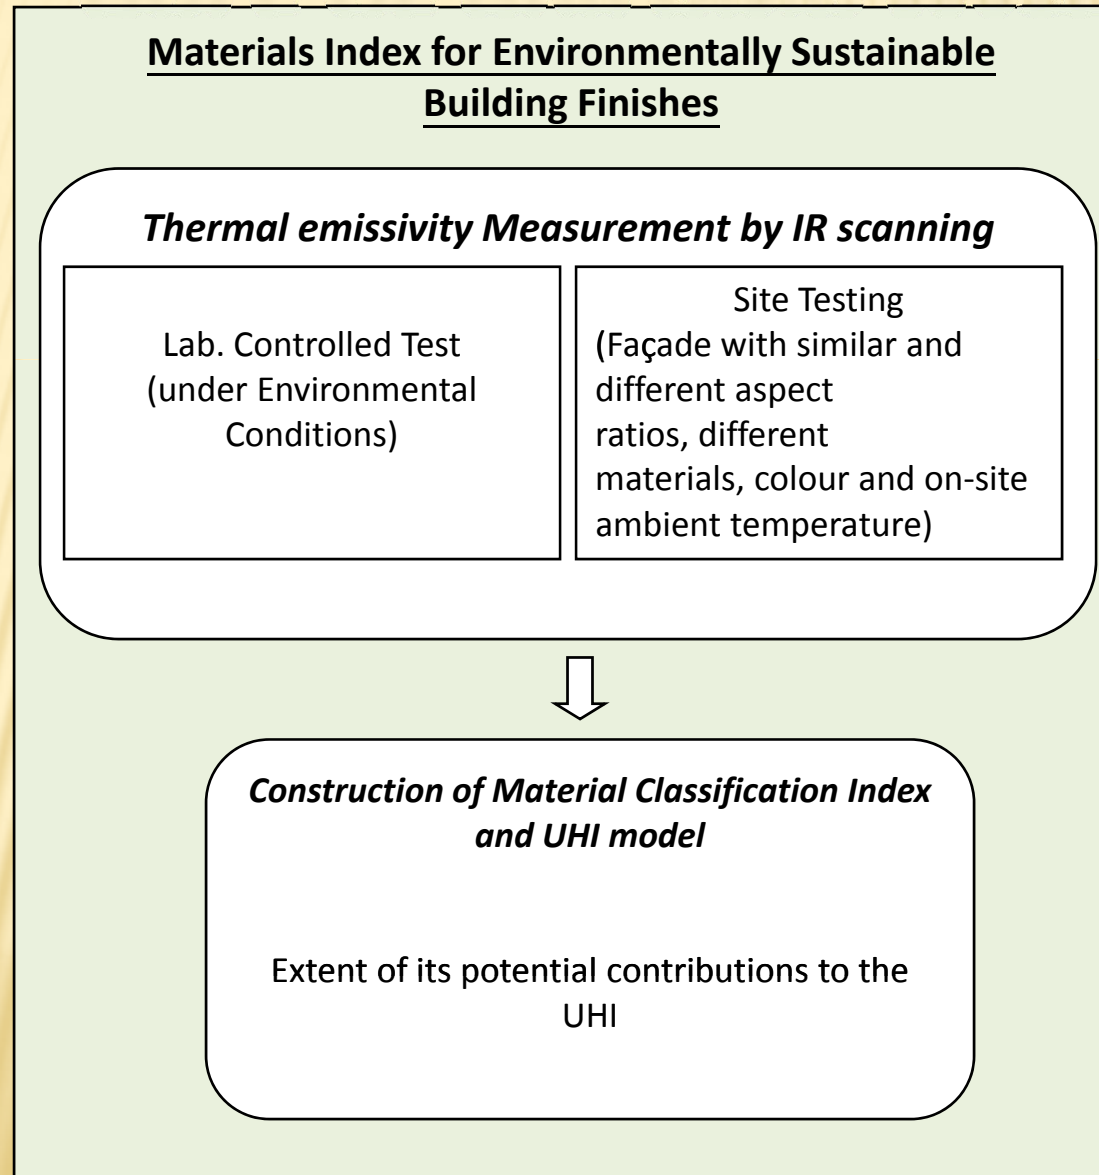 Materials Index for Environmentally Sustainable
Building Finishes
Thermal emissivity Measurement by IR scanning
Lab. Controlled Test
(under Environmental
Conditions)
Site Testing
(Façade with similar and
different aspect
ratios, different
materials, colour and on-site
ambient temperature)
Construction of Material Classification Index
and UHI model
Extent of its potential contributions to the
UHI